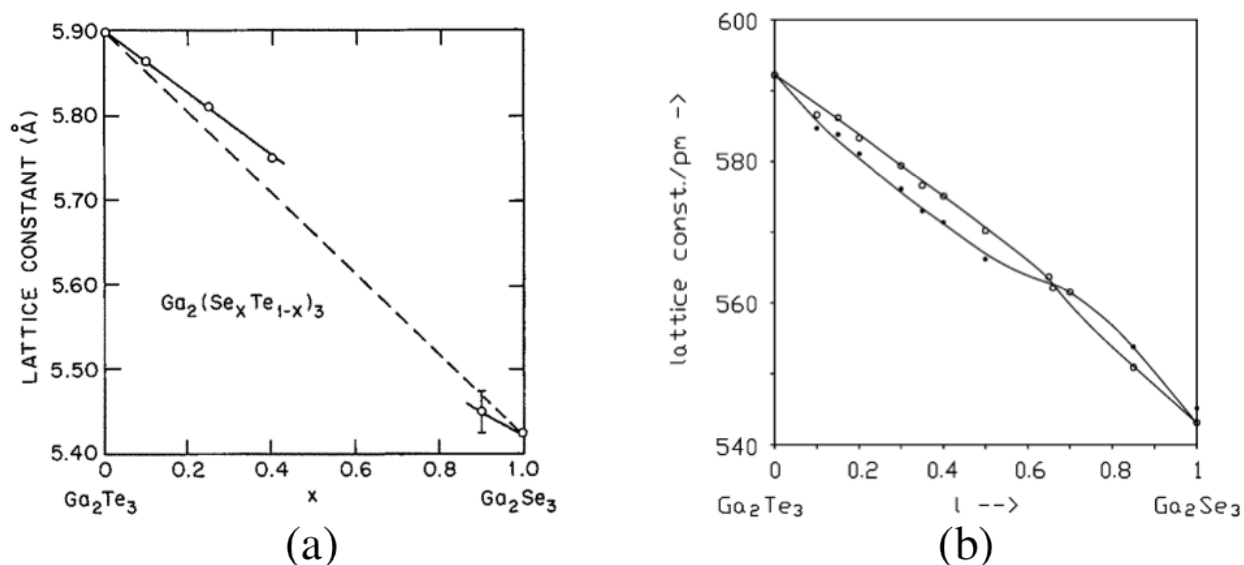 5.90
5.80
5.70
5.60
5.50
5.40
LATTICE CONSTANT (Å)
Ga₂(SeₓTe₁₋ₓ)₃
0 0.2 0.4 0.6 0.8 1.0
Ga₂Te₃ x Ga₂Se₃
(a)
600
580
560
540
lattice const./pm ->
0 0.2 0.4 0.6 0.8 1
Ga₂Te₃ l --> Ga₂Se₃
(b)